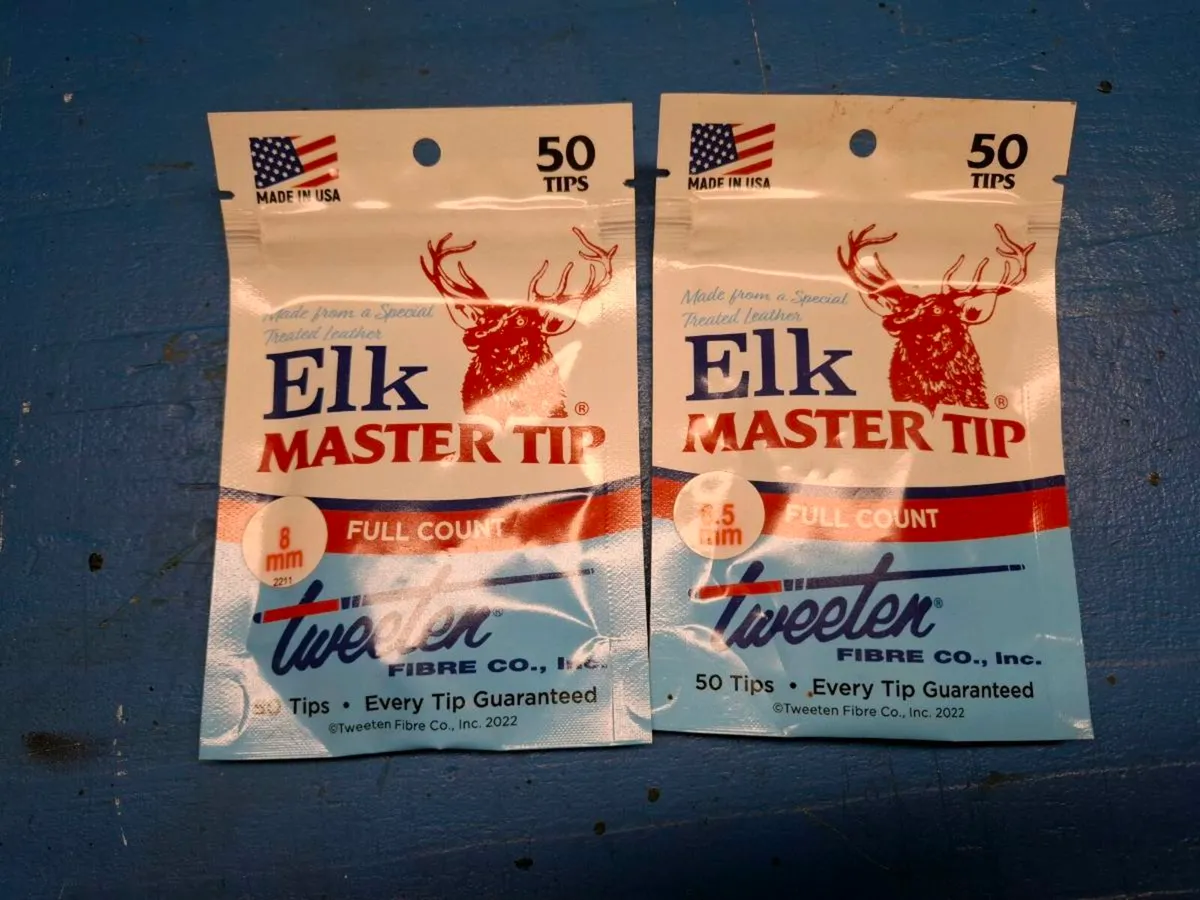 MADE IN USA
50
TIPS
Made from a Special
Treated Leather
Elk
®
MASTER TIP
FULL COUNT
8
mm
2211
Tweeten®
FIBRE CO., Inc.
50 Tips • Every Tip Guaranteed
©Tweeten Fibre Co., Inc. 2022
MADE IN USA
50
TIPS
Made from a Special
Treated Leather
Elk
®
MASTER TIP
FULL COUNT
mm
Tweeten®
FIBRE CO., Inc.
50 Tips • Every Tip Guaranteed
©Tweeten Fibre Co., Inc. 2022